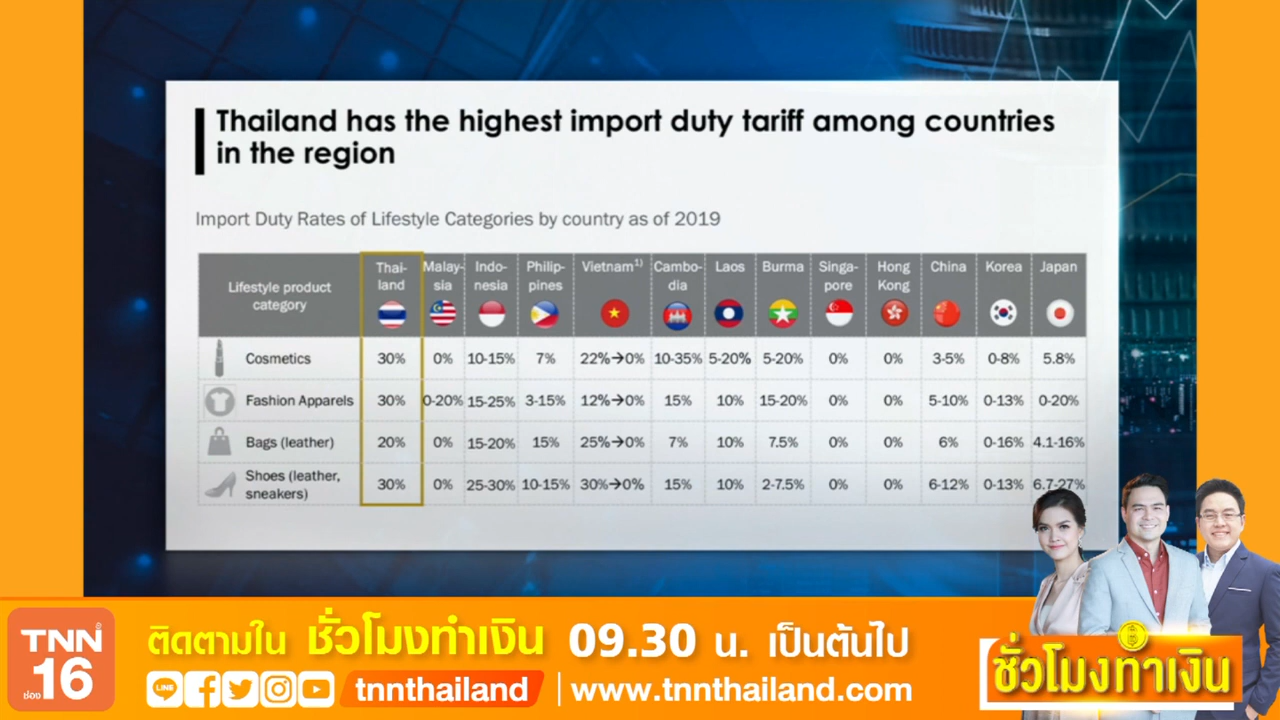 Thailand has the highest import duty tariff among countries
in the region
Import Duty Rates of Lifestyle Categories by country as of 2019
Lifestyle product
category
Thai-
land
Malay-
sia
Indo-
nesia
Philip-
pines
Vietnam¹⁾
Cambo-
dia
Laos
Burma
Singa-
pore
Hong
Kong
China
Korea
Japan
Cosmetics 30% 0% 10-15% 7% 22%→0% 10-35% 5-20% 5-20% 0% 0% 3-5% 0-8% 5.8%
Fashion Apparels 30% 0-20% 15-25% 3-15% 12%→0% 15% 10% 15-20% 0% 0% 5-10% 0-13% 0-20%
Bags (leather) 20% 0% 15-20% 15% 25%→0% 7% 10% 7.5% 0% 0% 6% 0-16% 4.1-16%
Shoes (leather,
sneakers)
30% 0% 25-30% 10-15% 30%→0% 15% 10% 2-7.5% 0% 0% 6-12% 0-13% 6.7-27%
TNN
ช่อง 16
ติดตามใน ชั่วโมงทำเงิน 09.30 น. เป็นต้นไป
LINE
tnnthailand
www.tnnthailand.com
ชั่วโมงทำเงิน